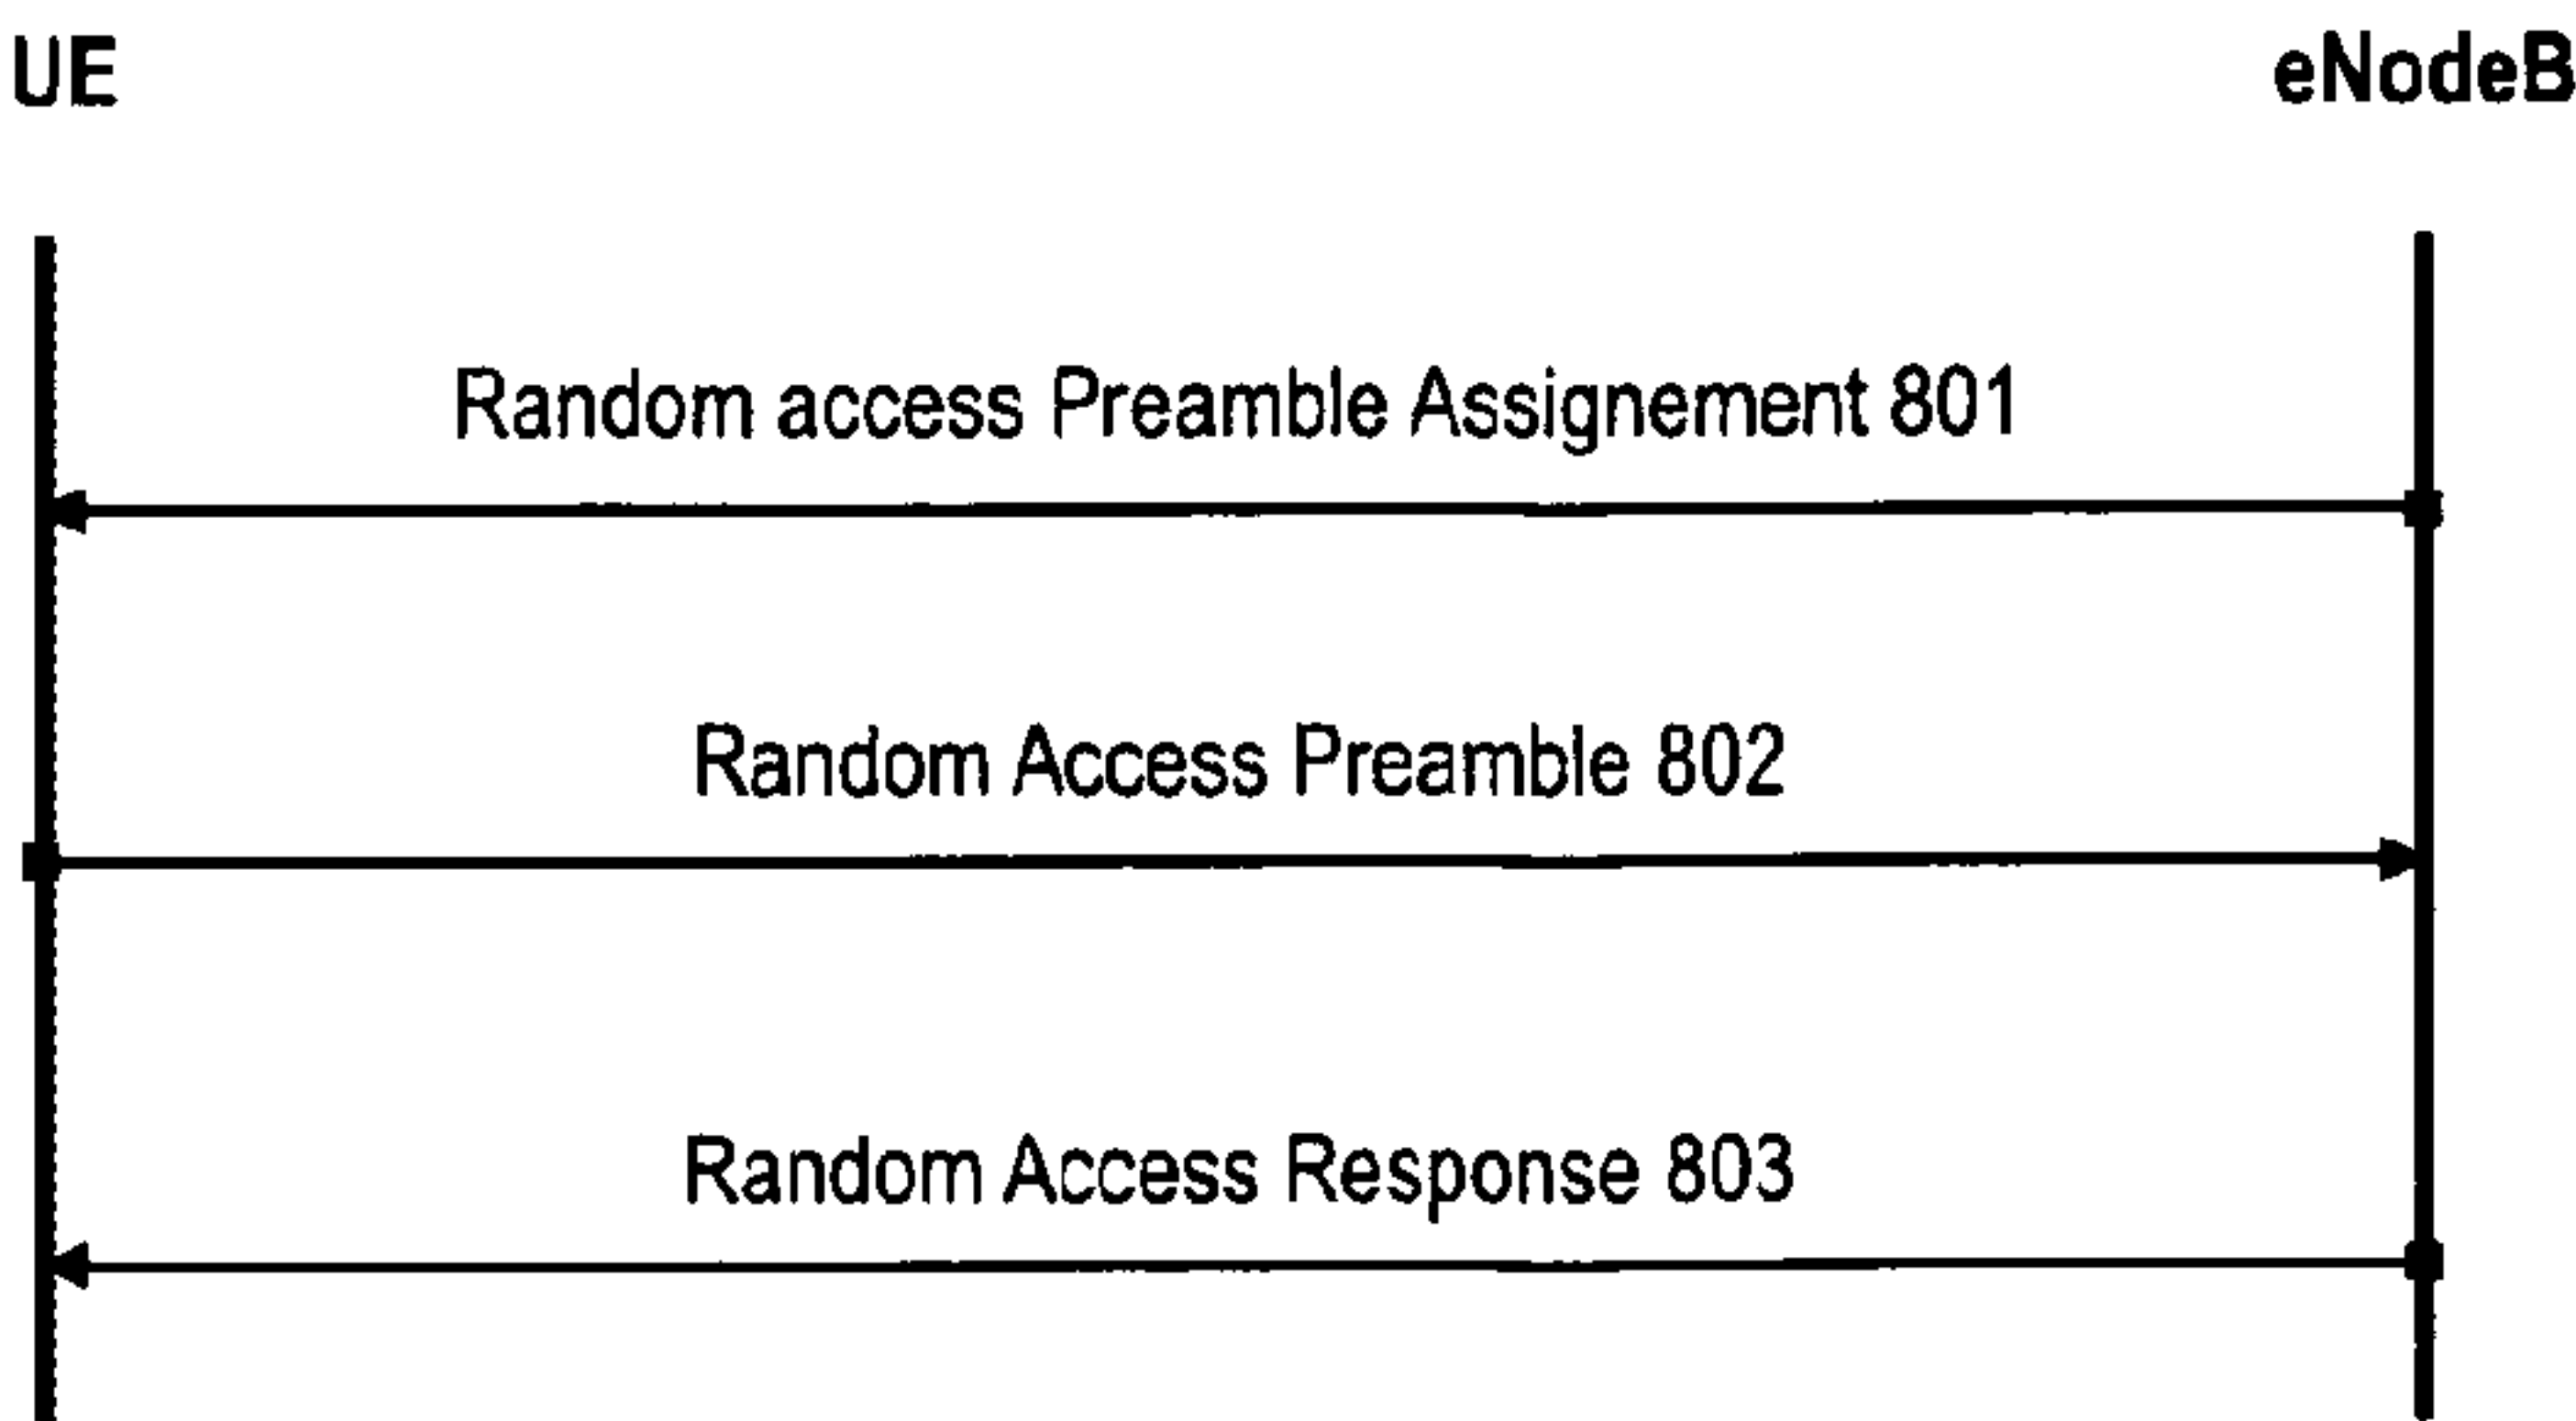 UE eNodeB
Random access Preamble Assignement 801
Random Access Preamble 802
Random Access Response 803